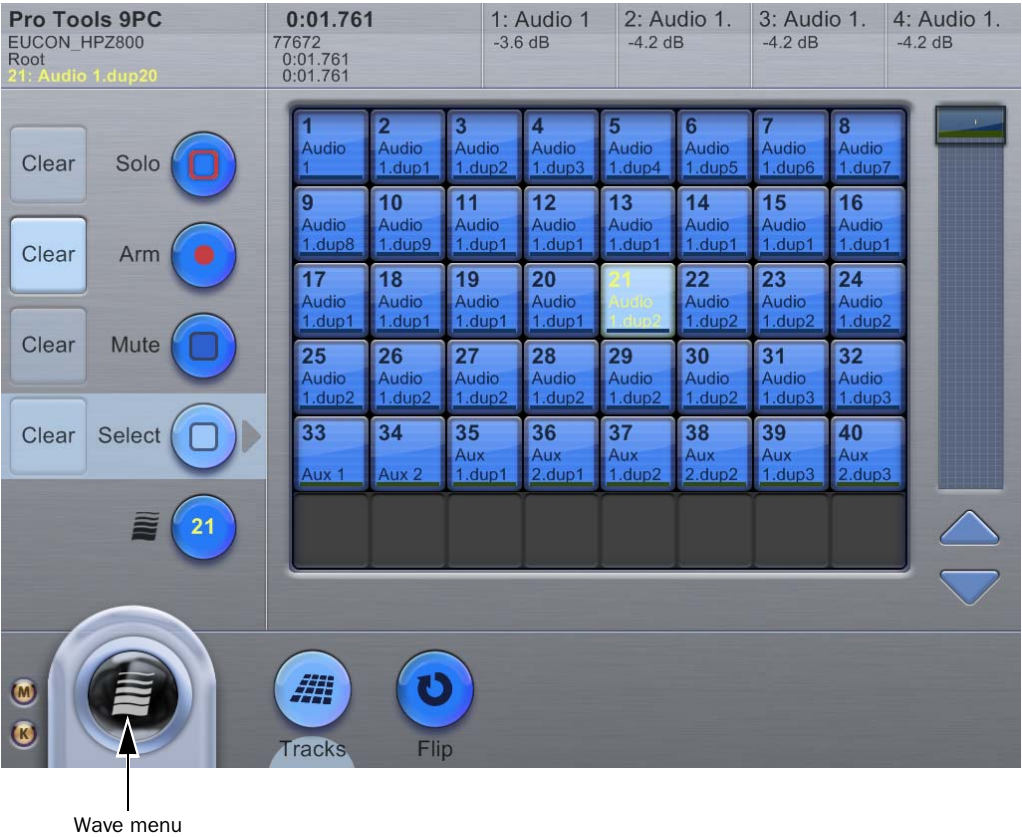 Pro Tools 9PC
EUCON_HPZ800
Root
21: Audio 1.dup20
0:01.761
77672
0:01.761
0:01.761
1: Audio 1
-3.6 dB
2: Audio 1.
-4.2 dB
3: Audio 1.
-4.2 dB
4: Audio 1.
-4.2 dB
Clear Solo
Clear Arm
Clear Mute
Clear Select
21
1
Audio
1
2
Audio
1.dup1
3
Audio
1.dup2
4
Audio
1.dup3
5
Audio
1.dup4
6
Audio
1.dup5
7
Audio
1.dup6
8
Audio
1.dup7
9
Audio
1.dup8
10
Audio
1.dup9
11
Audio
1.dup1
12
Audio
1.dup1
13
Audio
1.dup1
14
Audio
1.dup1
15
Audio
1.dup1
16
Audio
1.dup1
17
Audio
1.dup1
18
Audio
1.dup1
19
Audio
1.dup1
20
Audio
1.dup1
21
Audio
1.dup2
22
Audio
1.dup2
23
Audio
1.dup2
24
Audio
1.dup2
25
Audio
1.dup2
26
Audio
1.dup2
27
Audio
1.dup2
28
Audio
1.dup2
29
Audio
1.dup2
30
Audio
1.dup2
31
Audio
1.dup3
32
Audio
1.dup3
33
Aux 1
34
Aux 2
35
Aux
1.dup1
36
Aux
2.dup1
37
Aux
1.dup2
38
Aux
2.dup2
39
Aux
1.dup3
40
Aux
2.dup3
M
K
Tracks
Flip
Wave menu